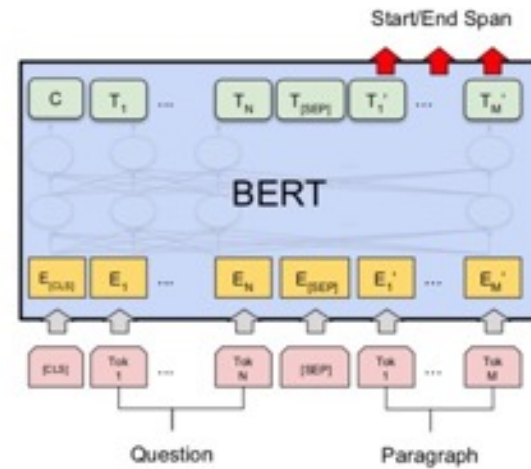 Start/End Span
C T1 ... TN T[SEP] T1' ... TM'
BERT
E[CLS] E1 ... EN E[SEP] E1' ... EM'
[CLS] Tok 1 ... Tok N [SEP] Tok 1 ... Tok M
Question Paragraph